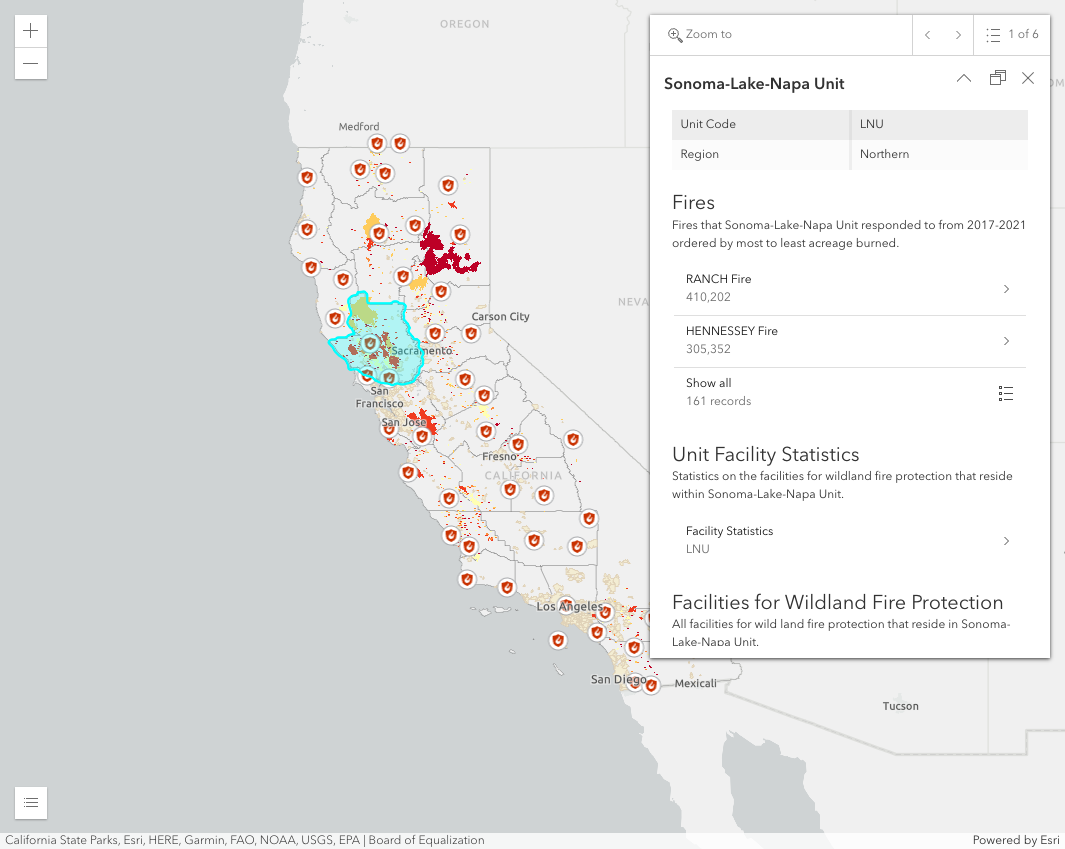 OREGON
Medford
NEVA
Carson City
Sacramento
San
Francisco
San Jose
Fresno
CALIFORNIA
Los Angeles
San Diego
Mexicali
Tucson
Zoom to
1 of 6
Sonoma-Lake-Napa Unit
Unit Code LNU
Region Northern
Fires
Fires that Sonoma-Lake-Napa Unit responded to from 2017-2021
ordered by most to least acreage burned.
RANCH Fire
410,202
HENNESSEY Fire
305,352
Show all
161 records
Unit Facility Statistics
Statistics on the facilities for wildland fire protection that reside
within Sonoma-Lake-Napa Unit.
Facility Statistics
LNU
Facilities for Wildland Fire Protection
All facilities for wild land fire protection that reside in Sonoma-
Lake-Napa Unit.
California State Parks, Esri, HERE, Garmin, FAO, NOAA, USGS, EPA | Board of Equalization
Powered by Esri